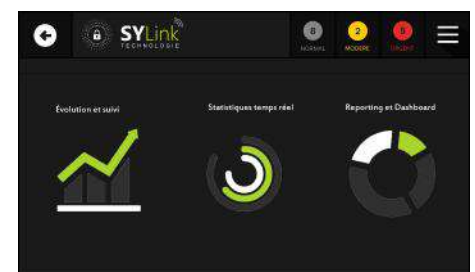 SYLink
TECHNOLOGIE
8
NORMAL
2
MODERE
5
URGENT
Évolution et suivi
Statistiques temps réel
Reporting et Dashboard